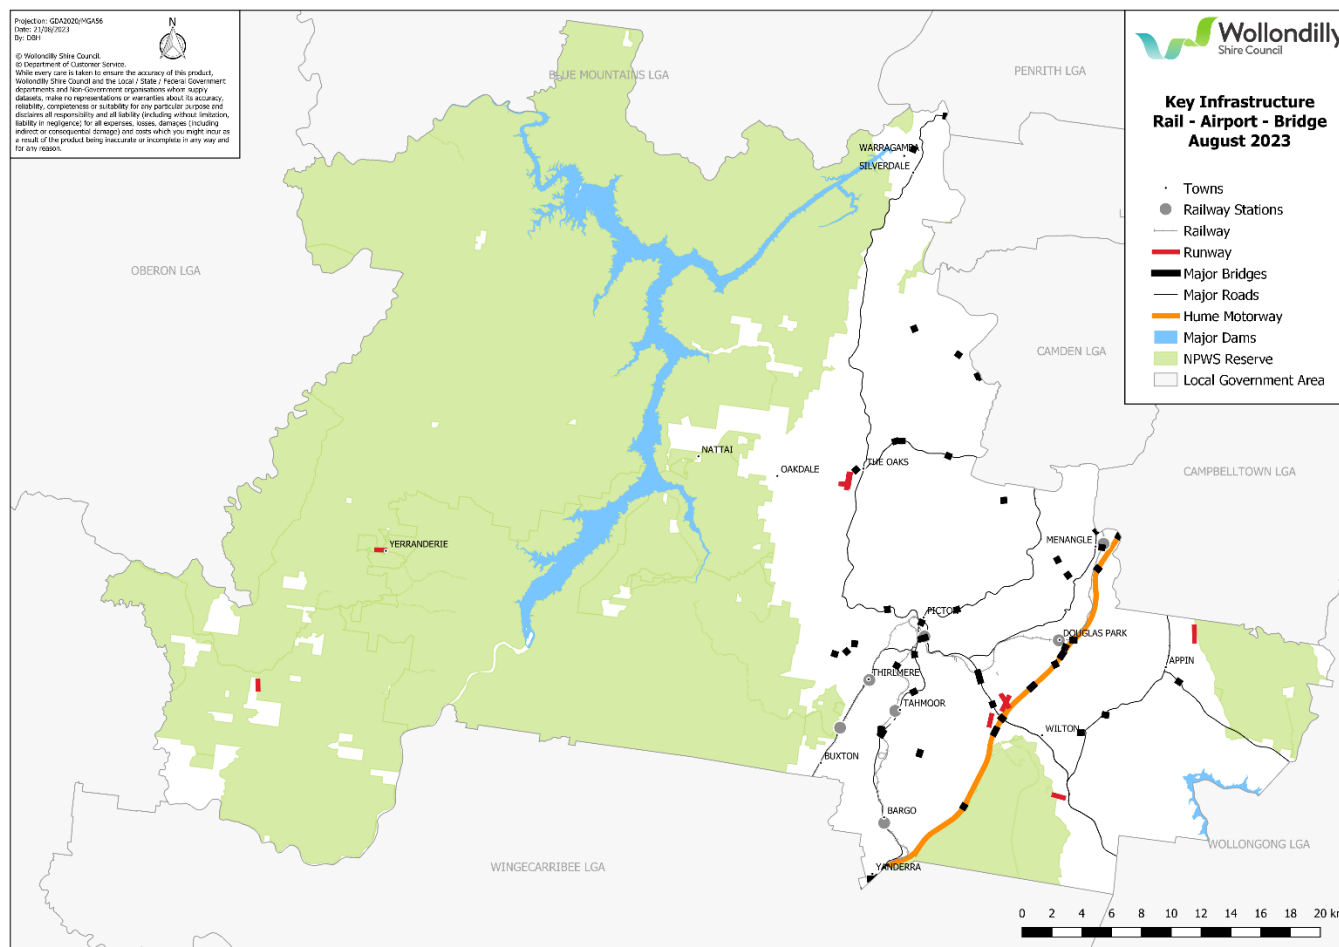 Projection: GDA2020/MGA56
Date: 21/08/2023
By: DBH
© Wollondilly Shire Council.
© Department of Customer Service.
While every care is taken to ensure the accuracy of this product,
Wollondilly Shire Council and the Local / State / Federal Government
departments and Non-Government organisations whom supply
datasets, make no representations or warranties about its accuracy,
reliability, completeness or suitability for any particular purpose and
disclaims all responsibility and all liability (including without limitation,
liability in negligence) for all expenses, losses, damages (including
indirect or consequential damage) and costs which you might incur as
a result of the product being inaccurate or incomplete in any way and
for any reason.
N
Wollondilly
Shire Council
Key Infrastructure
Rail - Airport - Bridge
August 2023
Towns
Railway Stations
Railway
Runway
Major Bridges
Major Roads
Hume Motorway
Major Dams
NPWS Reserve
Local Government Area
BLUE MOUNTAINS LGA
PENRITH LGA
WARRAGAMBA
SILVERDALE
OBERON LGA
CAMDEN LGA
NATTAI
OAKDALE
THE OAKS
CAMPBELLTOWN LGA
YERRANDERIE
MENANGLE
PICTON
DOUGLAS PARK
APPIN
THIRLMERE
TAHMOOR
WILTON
BUXTON
BARGO
WOLLONGONG LGA
WINGECARRIBEE LGA
YANDERRA
0 2 4 6 8 10 12 14 16 18 20 km